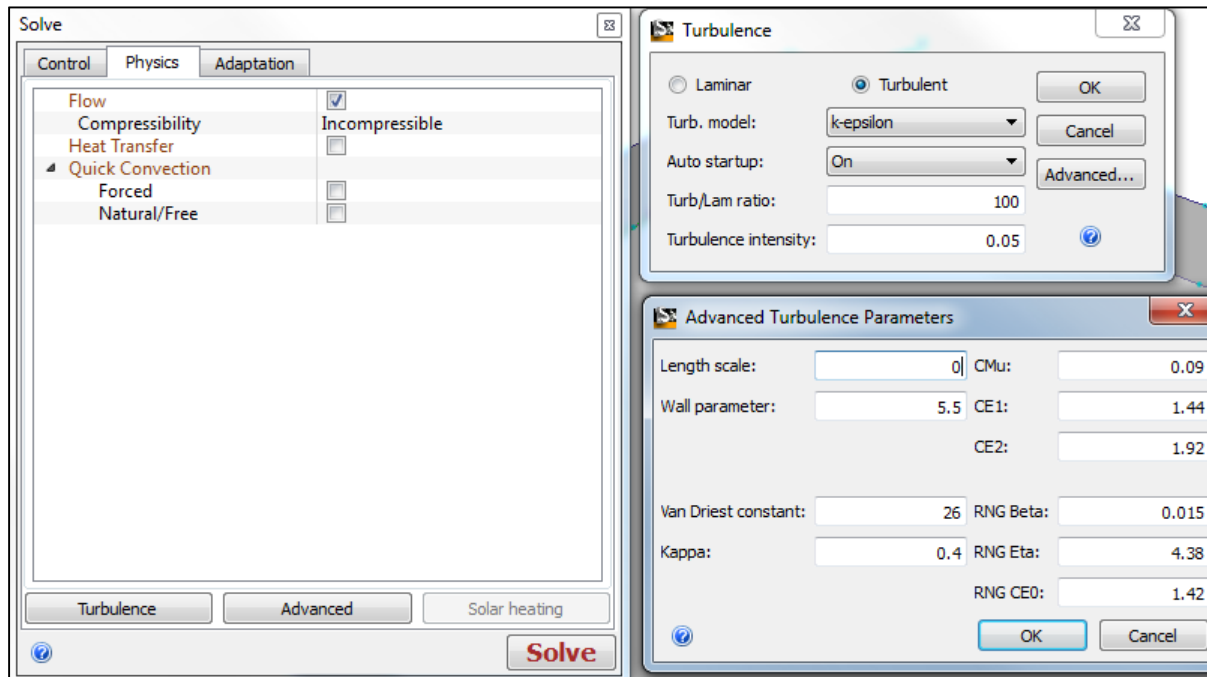 Solve
Control Physics Adaptation
Flow
Compressibility Incompressible
Heat Transfer
Quick Convection
Forced
Natural/Free
Turbulence Advanced Solar heating
Solve
Turbulence
Laminar Turbulent OK
Turb. model: k-epsilon Cancel
Auto startup: On Advanced...
Turb/Lam ratio: 100
Turbulence intensity: 0.05
Advanced Turbulence Parameters
Length scale: 0 CMu: 0.09
Wall parameter: 5.5 CE1: 1.44
CE2: 1.92
Van Driest constant: 26 RNG Beta: 0.015
Kappa: 0.4 RNG Eta: 4.38
RNG CE0: 1.42
OK Cancel